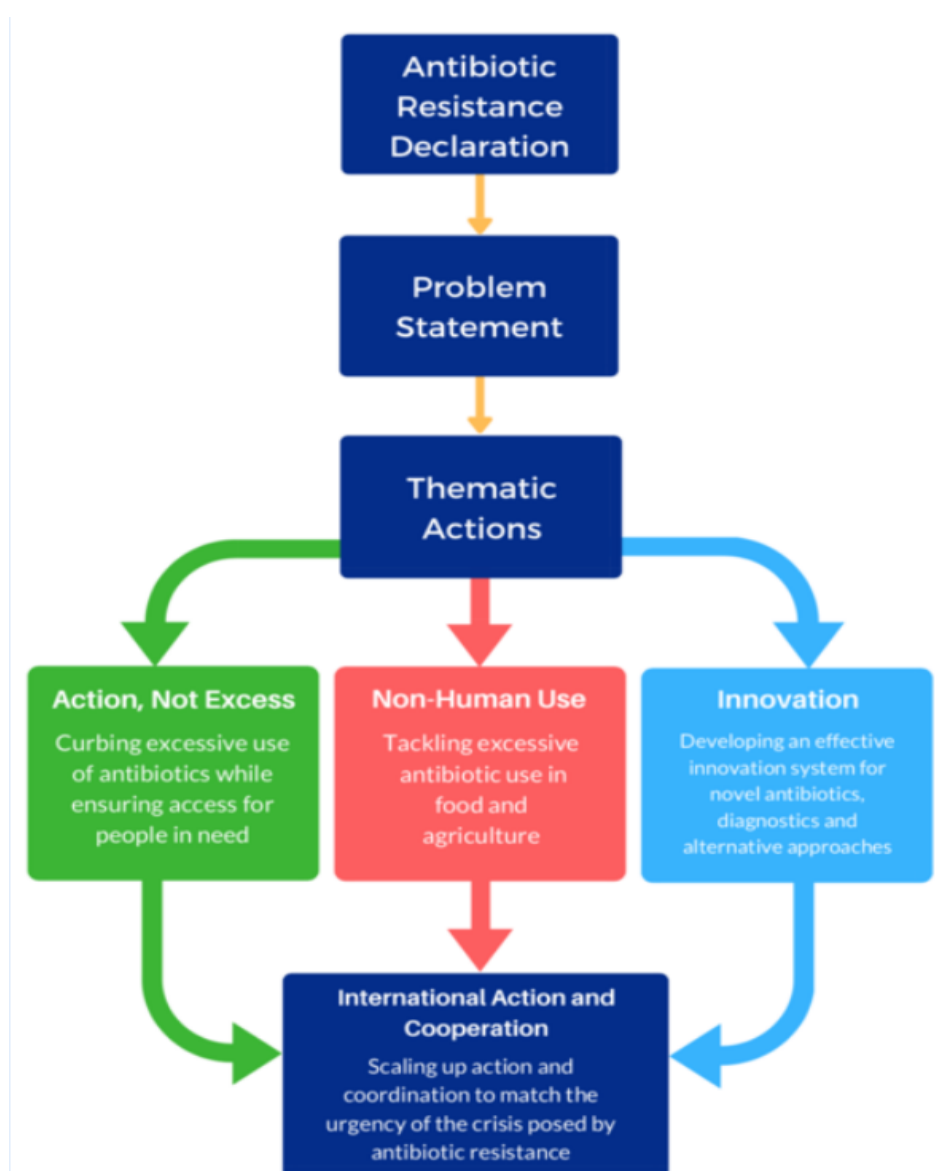 Antibiotic
Resistance
Declaration
Problem
Statement
Thematic
Actions
Action, Not Excess
Curbing excessive use
of antibiotics while
ensuring access for
people in need
Non-Human Use
Tackling excessive
antibiotic use in
food and
agriculture
Innovation
Developing an effective
innovation system for
novel antibiotics,
diagnostics and
alternative approaches
International Action and
Cooperation
Scaling up action and
coordination to match the
urgency of the crisis posed by
antibiotic resistance